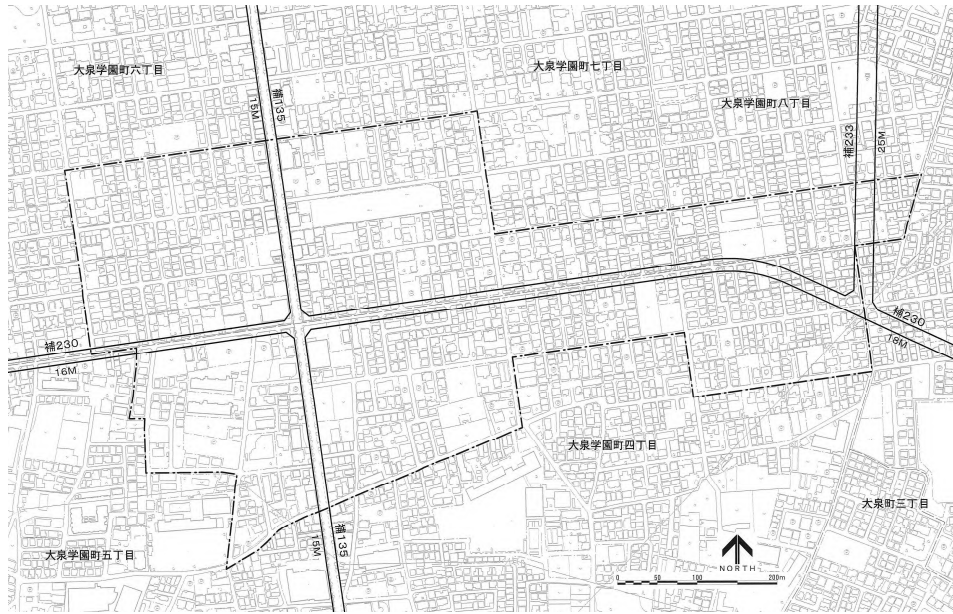 大泉学園町六丁目
大泉学園町七丁目
大泉学園町八丁目
補135
15M
補233
25M
補230
16M
補230
18M
大泉学園町四丁目
大泉町三丁目
大泉学園町五丁目
補135
15M
NORTH
0 50 100 200m